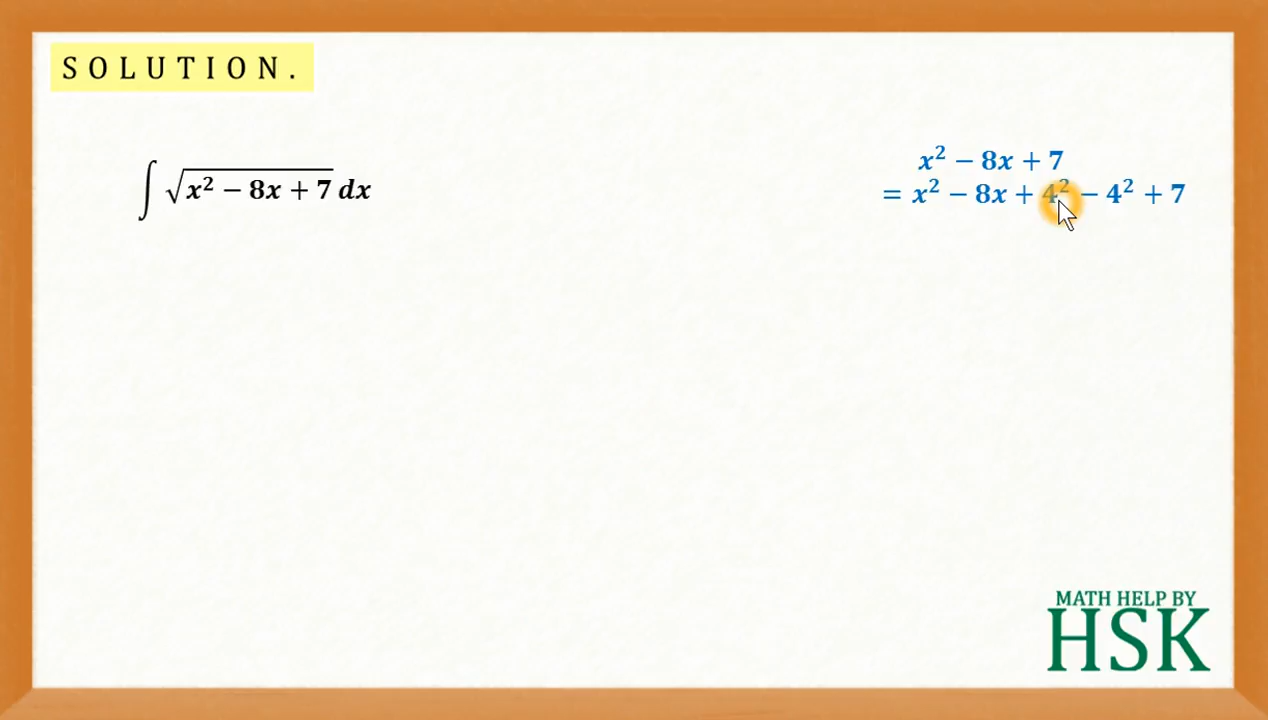 SOLUTION.
∫ √(x² − 8x + 7) dx
x² − 8x + 7
= x² − 8x + 4² − 4² + 7
MATH HELP BY
HSK